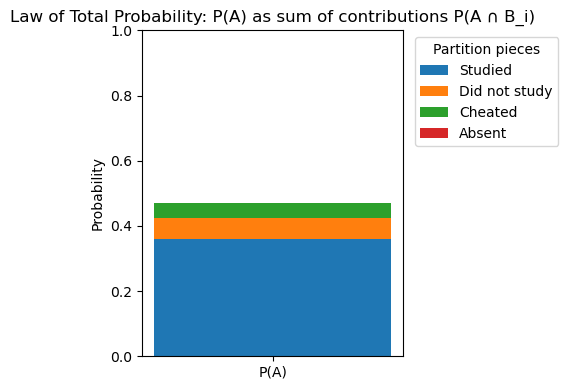 Law of Total Probability: P(A) as sum of contributions P(A ∩ B_i)
Partition pieces
Studied
Did not study
Cheated
Absent
Probability
1.0
0.8
0.6
0.4
0.2
0.0
P(A)